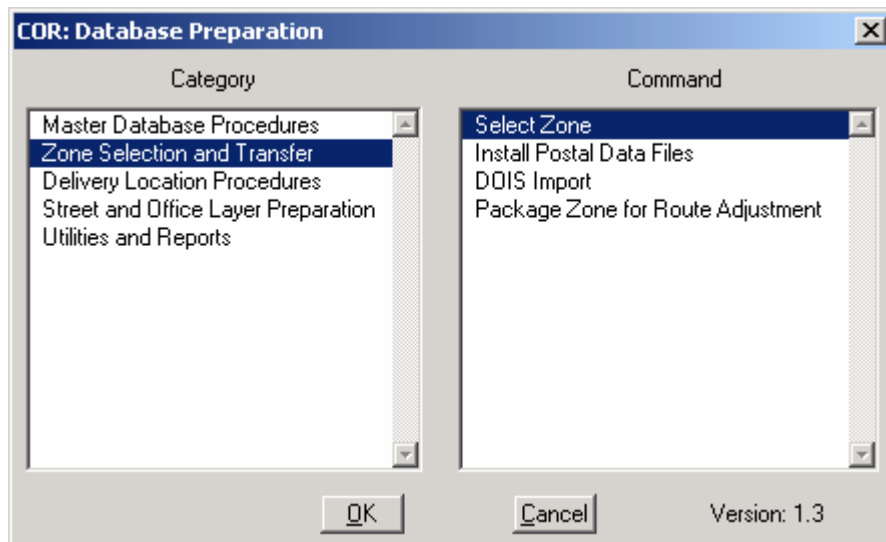 COR: Database Preparation
Category
Command
Master Database Procedures
Zone Selection and Transfer
Delivery Location Procedures
Street and Office Layer Preparation
Utilities and Reports
Select Zone
Install Postal Data Files
DOIS Import
Package Zone for Route Adjustment
OK
Cancel
Version: 1.3